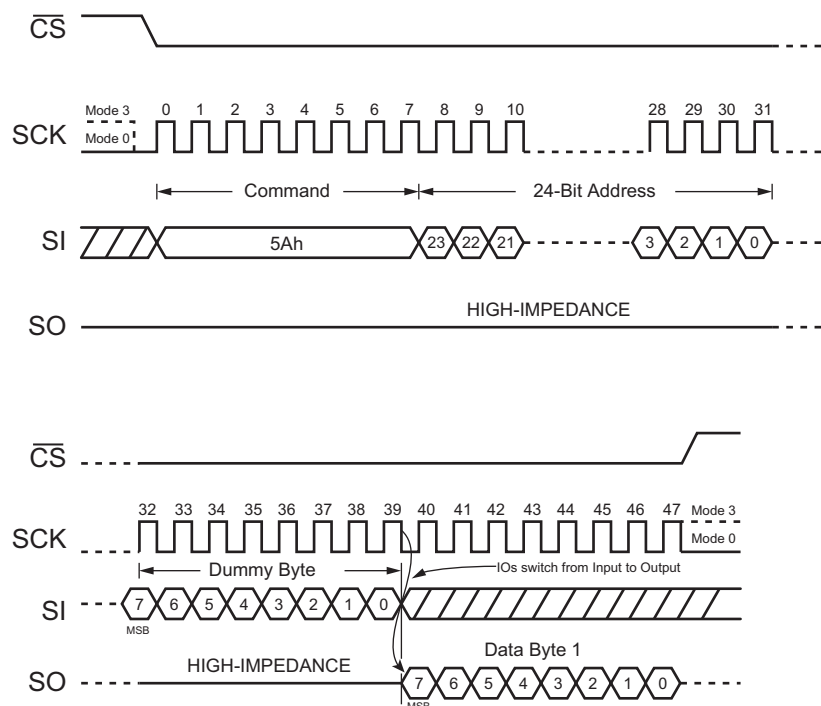 CS
Mode 3
0 1 2 3 4 5 6 7 8 9 10 28 29 30 31
SCK
Mode 0
Command
24-Bit Address
SI
5Ah
23 22 21 3 2 1 0
HIGH-IMPEDANCE
SO
CS
32 33 34 35 36 37 38 39 40 41 42 43 44 45 46 47 Mode 3
SCK
Mode 0
Dummy Byte
IOs switch from Input to Output
SI
7 6 5 4 3 2 1 0
MSB
Data Byte 1
HIGH-IMPEDANCE
SO
7 6 5 4 3 2 1 0
MSB